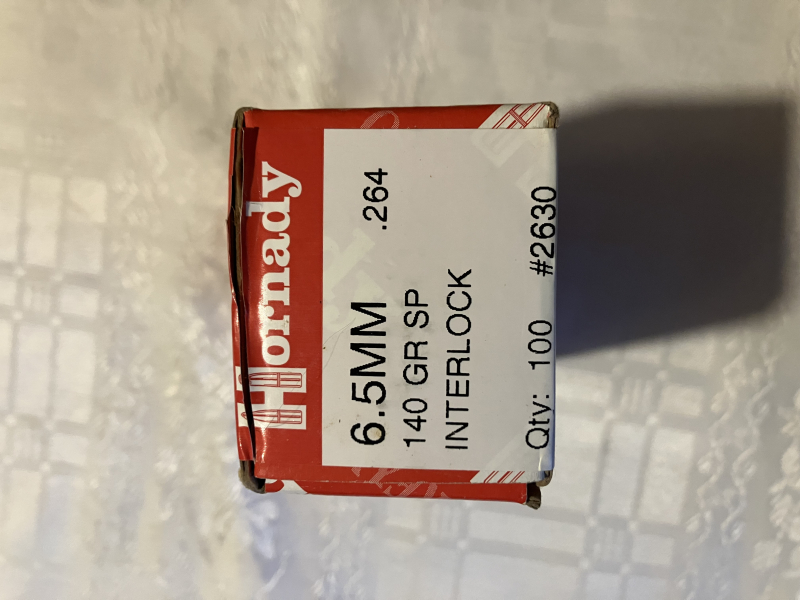 Hornady
6.5MM .264
140 GR SP
INTERLOCK
Qty: 100 #2630